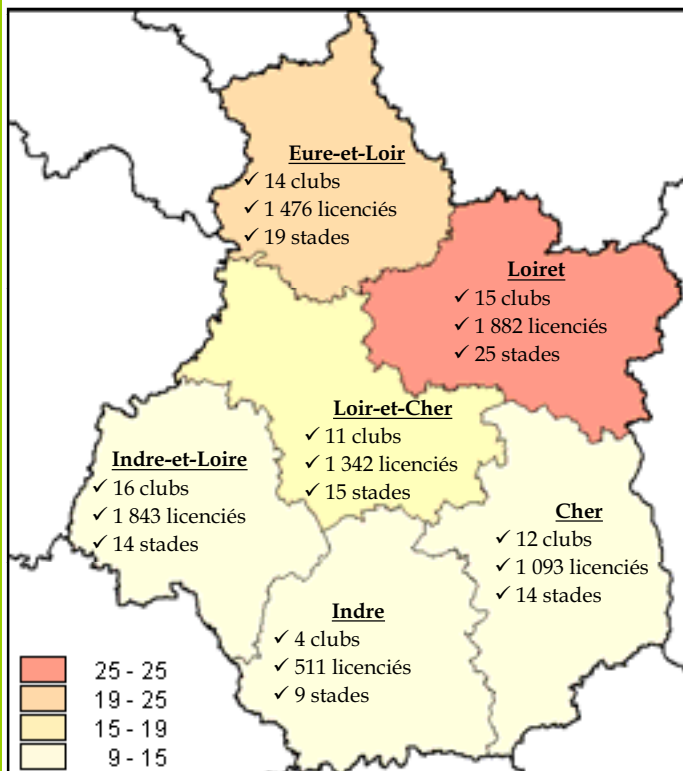 Eure-et-Loir
✓ 14 clubs
✓ 1 476 licenciés
✓ 19 stades
Loiret
✓ 15 clubs
✓ 1 882 licenciés
✓ 25 stades
Loir-et-Cher
✓ 11 clubs
✓ 1 342 licenciés
✓ 15 stades
Indre-et-Loire
✓ 16 clubs
✓ 1 843 licenciés
✓ 14 stades
Cher
✓ 12 clubs
✓ 1 093 licenciés
✓ 14 stades
Indre
✓ 4 clubs
✓ 511 licenciés
✓ 9 stades
25 - 25
19 - 25
15 - 19
9 - 15